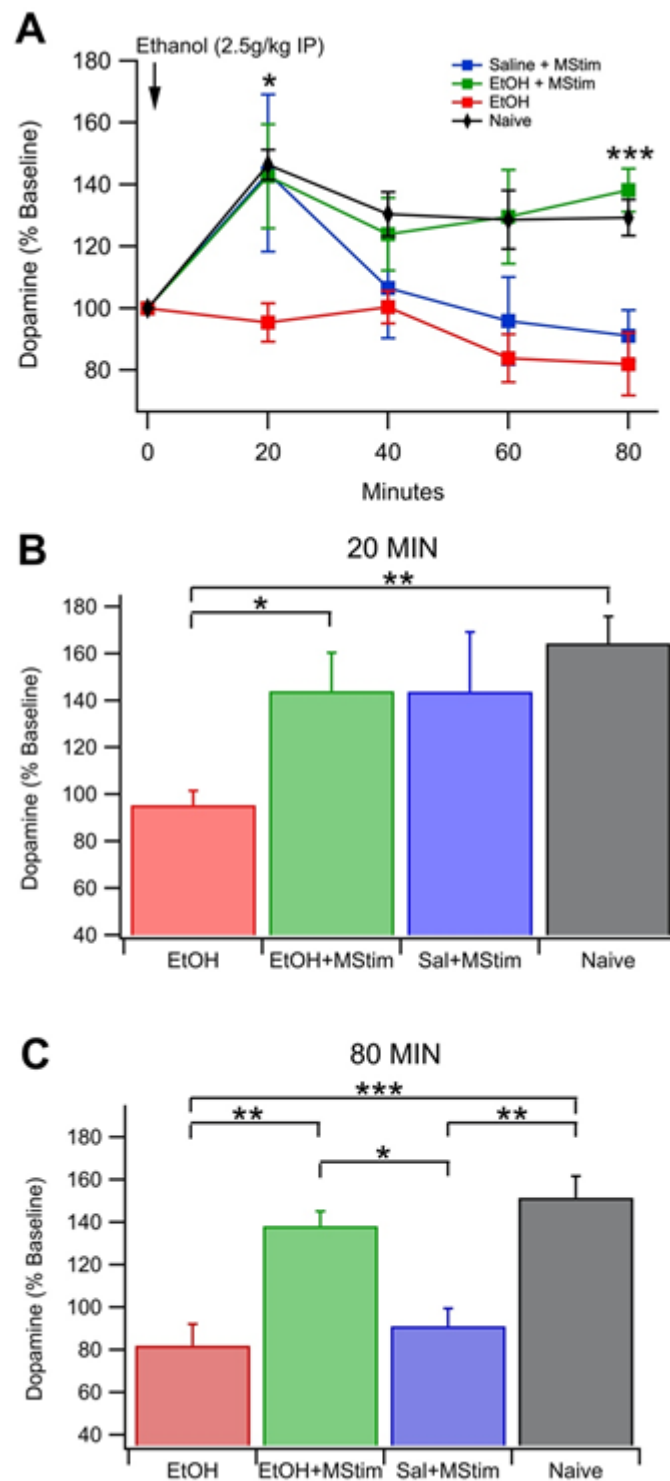 A
Ethanol (2.5g/kg IP)
Saline + MStim
EtOH + MStim
EtOH
Naive
*
***
180
160
140
120
100
80
Dopamine (% Baseline)
0 20 40 60 80
Minutes
B
20 MIN
**
*
180
160
140
120
100
80
60
40
Dopamine (% Baseline)
EtOH EtOH+MStim Sal+MStim Naive
C
80 MIN
***
** **
*
180
160
140
120
100
80
60
40
Dopamine (% Baseline)
EtOH EtOH+MStim Sal+MStim Naive